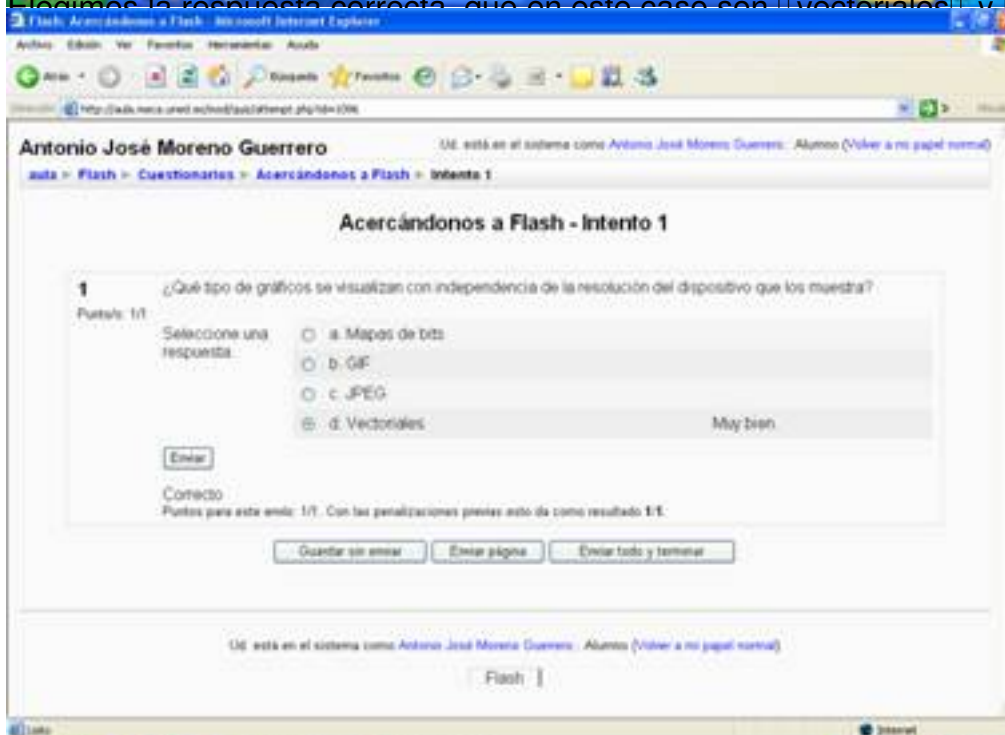 Elegimos la respuesta correcta, que en este caso son vectoriales y
Flash: Acercándonos a Flash - Microsoft Internet Explorer
Archivo Edición Ver Favoritos Herramientas Ayuda
Atrás Búsqueda Favoritos
Antonio José Moreno Guerrero
Ud. está en el sistema como Antonio José Moreno Guerrero : Alumno (Volver a mi papel normal)
aula ► Flash ► Cuestionarios ► Acercándonos a Flash ► Intento 1
Acercándonos a Flash - Intento 1
1 ¿Qué tipo de gráficos se visualizan con independencia de la resolución del dispositivo que los muestra?
Punto/s: 1/1
Seleccione una respuesta.
a. Mapas de bits
b. GIF
c. JPEG
d. Vectoriales Muy bien
Enviar
Correcto
Puntos para este envío: 1/1. Con las penalizaciones previas esto da como resultado 1/1.
Guardar sin enviar Enviar página Enviar todo y terminar
Ud. está en el sistema como Antonio José Moreno Guerrero : Alumno (Volver a mi papel normal)
Flash
Listo Internet